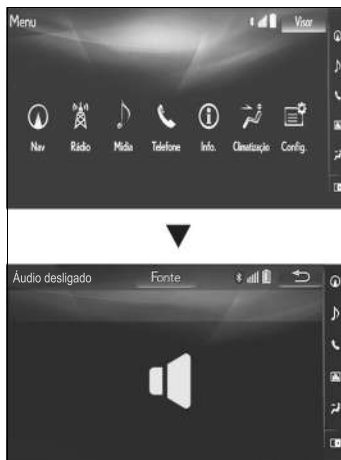 Menu Visor
Nav Rádio Mídia Telefone Info. Climatização Config.
Áudio desligado Fonte